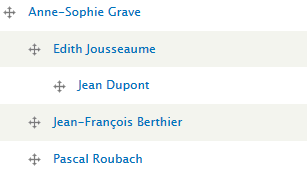 Anne-Sophie Grave
Edith Jousseaume
Jean Dupont
Jean-François Berthier
Pascal Roubach